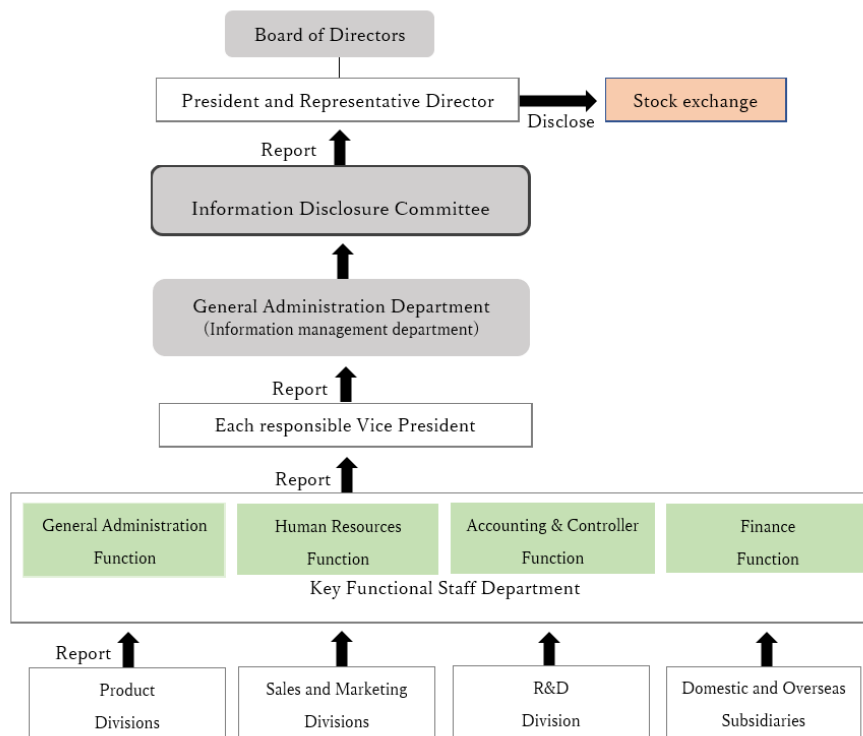 Board of Directors
President and Representative Director
Stock exchange
Disclose
Report
Information Disclosure Committee
General Administration Department
(Information management department)
Report
Each responsible Vice President
Report
General Administration
Function
Human Resources
Function
Accounting & Controller
Function
Finance
Function
Key Functional Staff Department
Report
Product
Divisions
Sales and Marketing
Divisions
R&D
Division
Domestic and Overseas
Subsidiaries